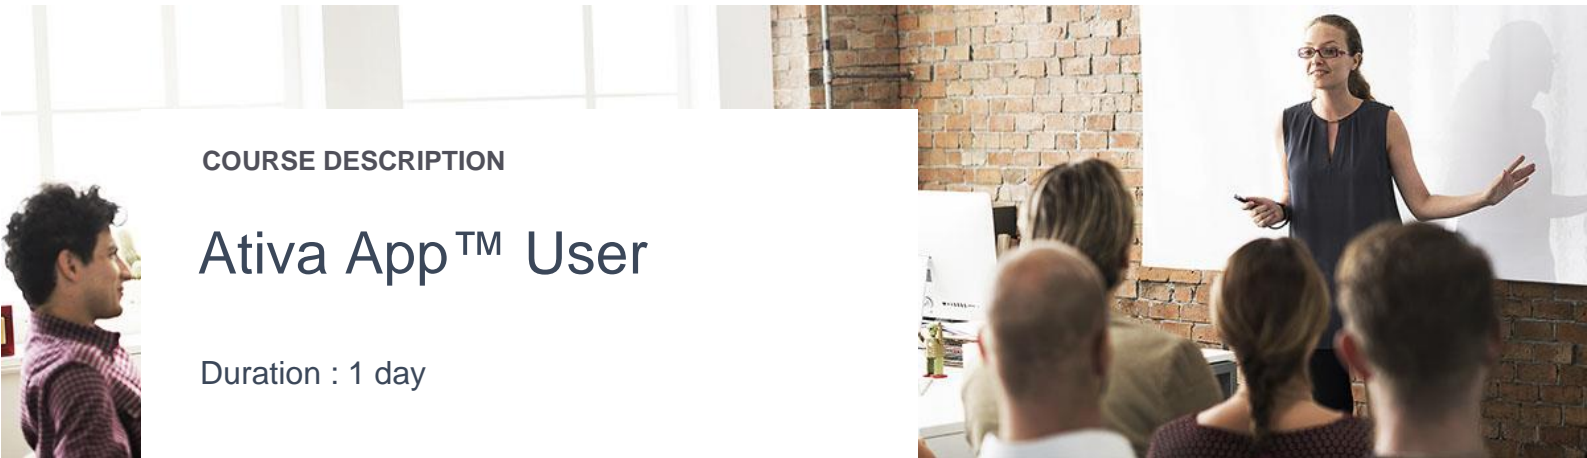 COURSE DESCRIPTION
Ativa App™ User
Duration : 1 day